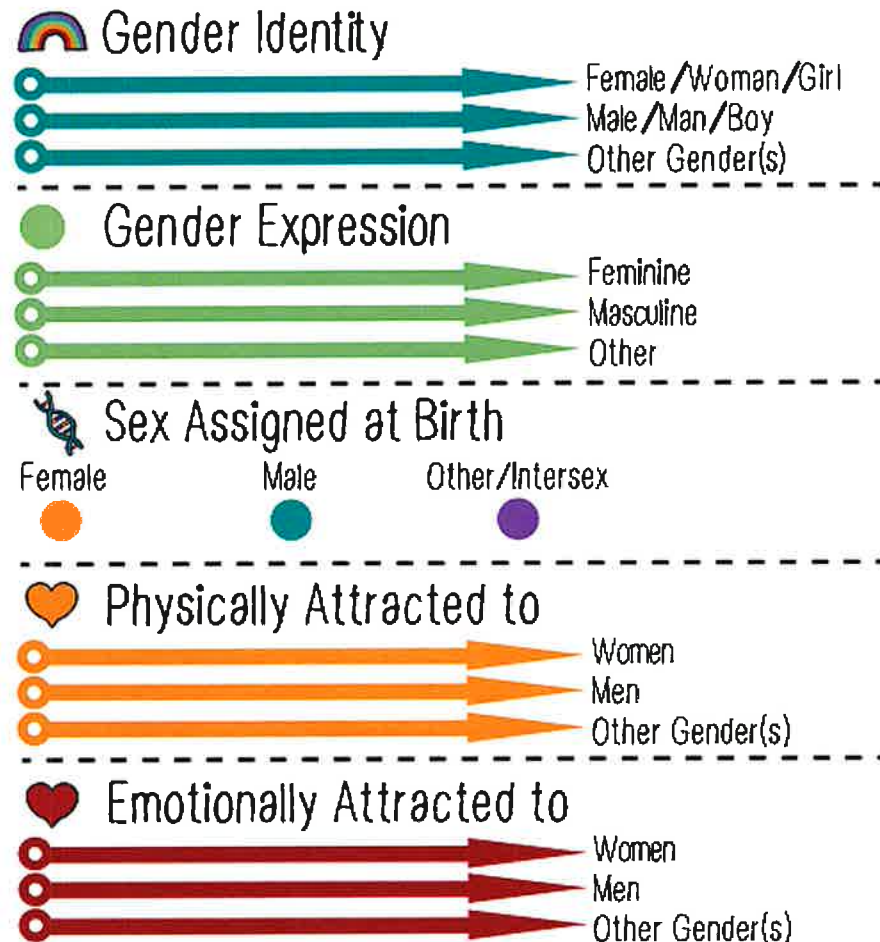 Gender Identity
Female/Woman/Girl
Male/Man/Boy
Other Gender(s)
Gender Expression
Feminine
Masculine
Other
Sex Assigned at Birth
Female Male Other/Intersex
Physically Attracted to
Women
Men
Other Gender(s)
Emotionally Attracted to
Women
Men
Other Gender(s)